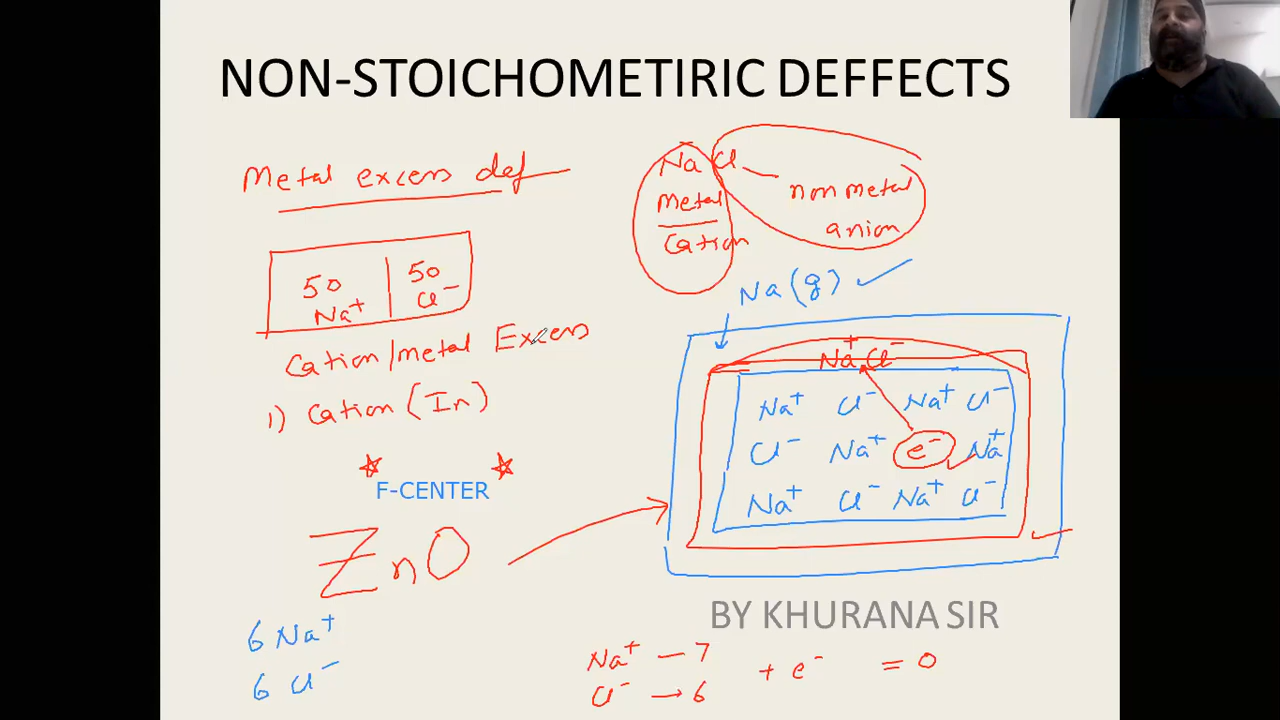 NON-STOICHOMETIRIC DEFFECTS
Metal excess def
NaCl
Metal
Cation
non metal
anion
50 Na+ | 50 Cl-
Na(g)
Cation/metal Excess
1) Cation (In)
Na+ Cl-
Na+ Cl- Na+ Cl-
Cl- Na+ e- Na+
Na+ Cl- Na+ Cl-
F-CENTER
ZnO
BY KHURANA SIR
6 Na+
6 Cl-
Na+ — 7
Cl- → 6
+ e- = 0